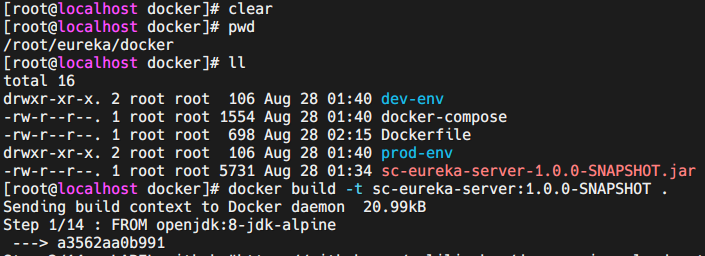 [root@localhost docker]# clear
[root@localhost docker]# pwd
/root/eureka/docker
[root@localhost docker]# ll
total 16
drwxr-xr-x. 2 root root  106 Aug 28 01:40 dev-env
-rw-r--r--. 1 root root 1554 Aug 28 01:40 docker-compose
-rw-r--r--. 1 root root  698 Aug 28 02:15 Dockerfile
drwxr-xr-x. 2 root root  106 Aug 28 01:40 prod-env
-rw-r--r--. 1 root root 5731 Aug 28 01:34 sc-eureka-server-1.0.0-SNAPSHOT.jar
[root@localhost docker]# docker build -t sc-eureka-server:1.0.0-SNAPSHOT .
Sending build context to Docker daemon  20.99kB
Step 1/14 : FROM openjdk:8-jdk-alpine
 ---> a3562aa0b991